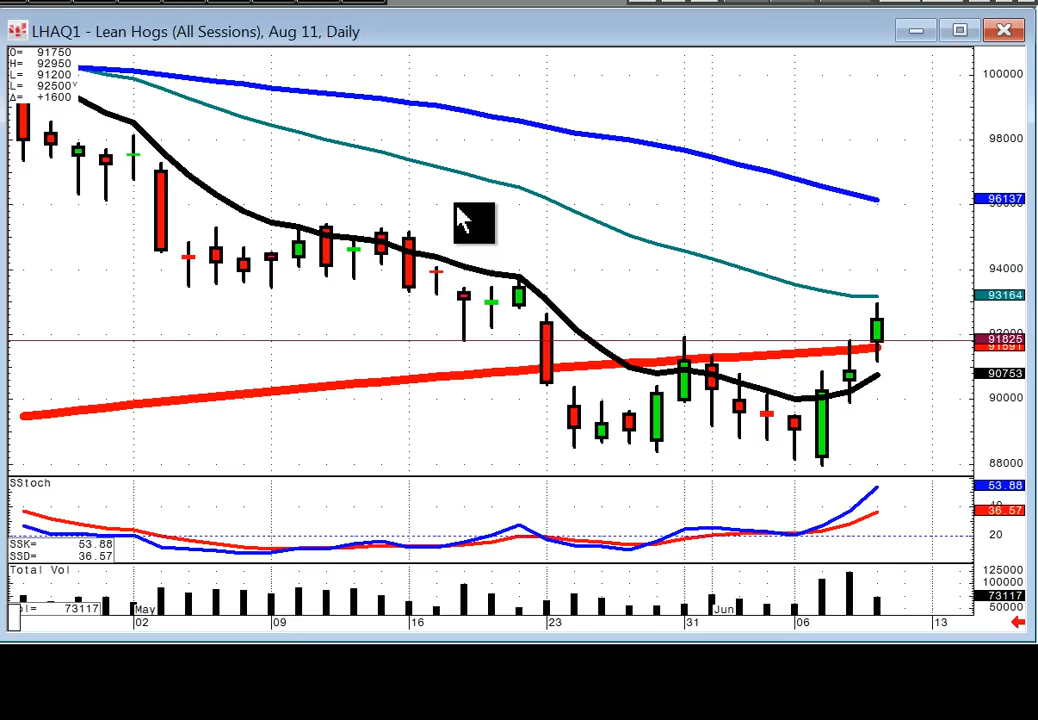 LHAQ1 - Lean Hogs (All Sessions), Aug 11, Daily
O= 91750
H= 92950
L= 91200
L= 92500
Δ= +1600
100000
98000
96137
94000
93164
92000
91825
91591
90753
90000
88000
SStoch
53.88
40
36.57
20
SSK= 53.88
SSD= 36.57
Total Vol
125000
100000
73117
50000
73117
May
Jun
02
09
16
23
31
06
13